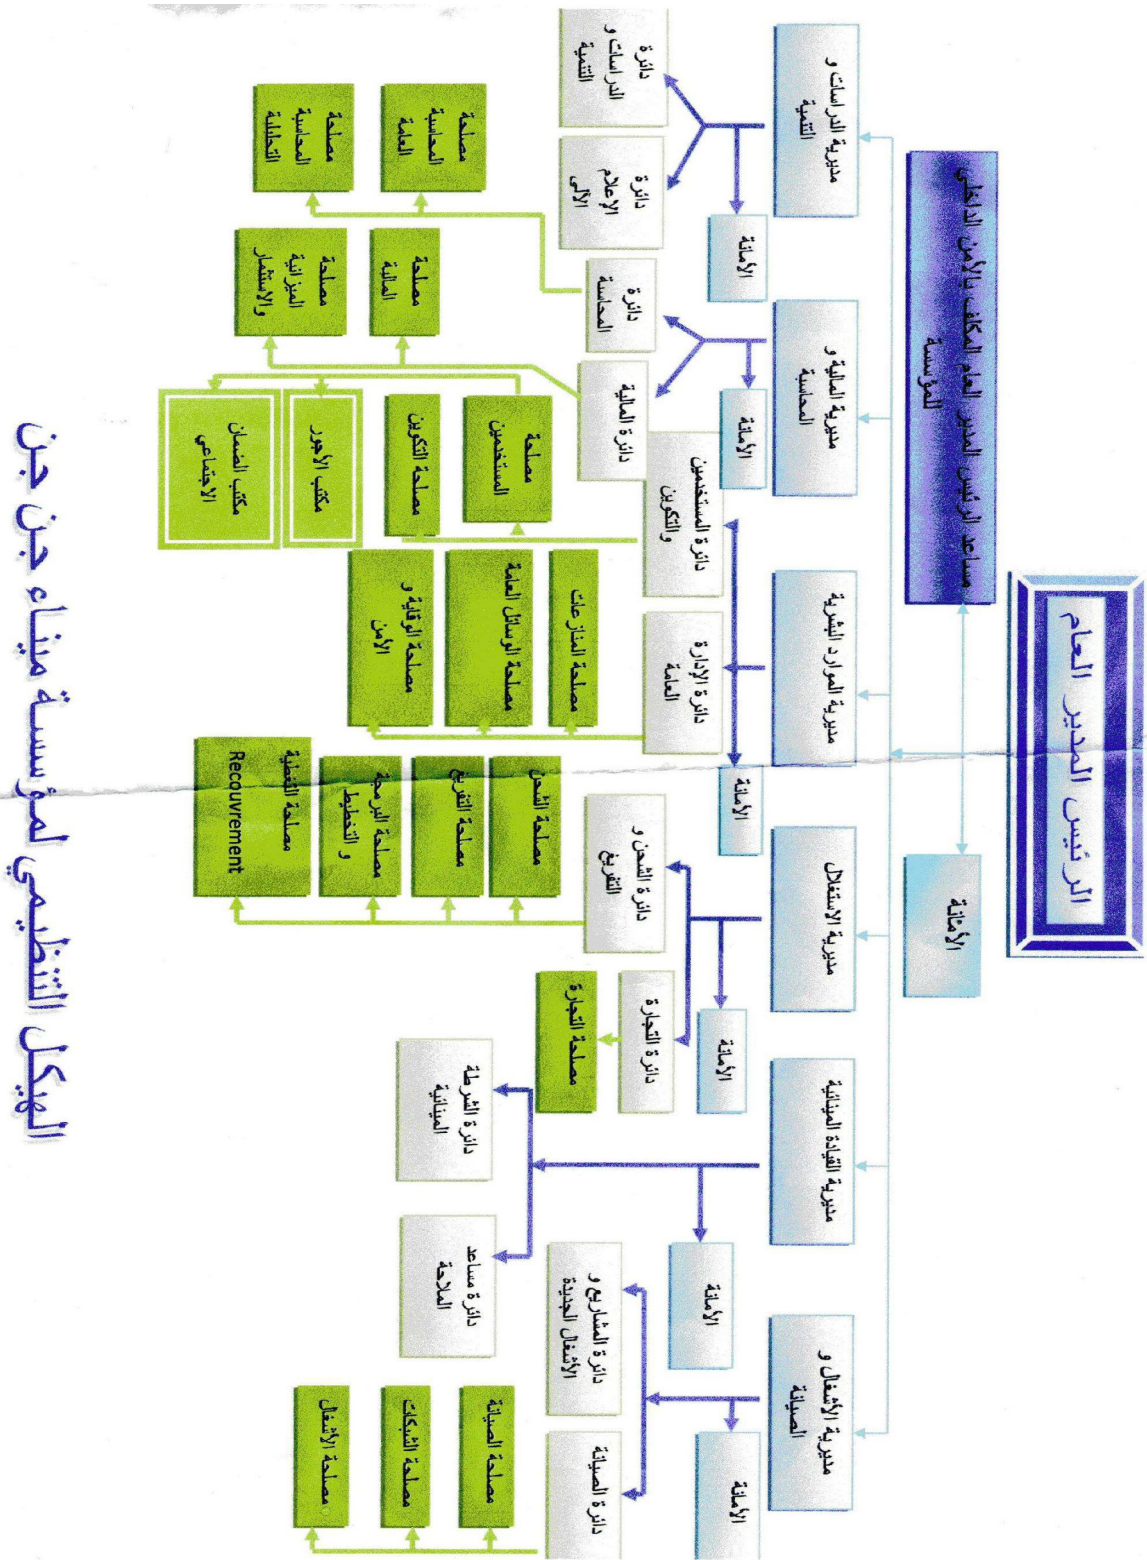 الرئيس المدير العام
مساعد الرئيس المدير العام المكلف بالأمن الداخلي
للمؤسسة
الأمانة
مديرية الدراسات و
التنمية
مديرية المالية و
المحاسبة
مديرية الموارد البشرية
مديرية الاستغلال
مديرية القيادة المينائية
مديرية الأشغال و
الصيانة
الأمانة
الأمانة
الأمانة
الأمانة
الأمانة
الأمانة
دائرة
الدراسات و
التنمية
دائرة
الإعلام
الألى
دائرة
المحاسبة
دائرة المالية
دائرة المستخدمين
والتكوين
دائرة الإدارة
العامة
دائرة الشحن و
التفريغ
دائرة التجارة
دائرة الشرطة
المينائية
دائرة مساعد
الملاحة
دائرة المشاريع و
الأشغال الجديدة
دائرة الصيانة
مصلحة
المحاسبة
العامة
مصلحة
المحاسبة
التحليلة
مصلحة
المالية
مصلحة
الميزانية
والاستثمار
مصلحة
المستخدمين
مصلحة التكوين
مكتب الأجور
مكتب الضمان
الاجتماعي
مصلحة المنازعات
مصلحة الوسائل العامة
مصلحة الوقاية و
الأمن
مصلحة الشحن
مصلحة التفريغ
مصلحة البرمجة
و التخطيط
مصلحة التغطية
Recouvrement
مصلحة التجارة
مصلحة الصيانة
مصلحة الشبكات
مصلحة الأشغال
الهيكل التنظيمي لمؤسسة ميناء جن جن